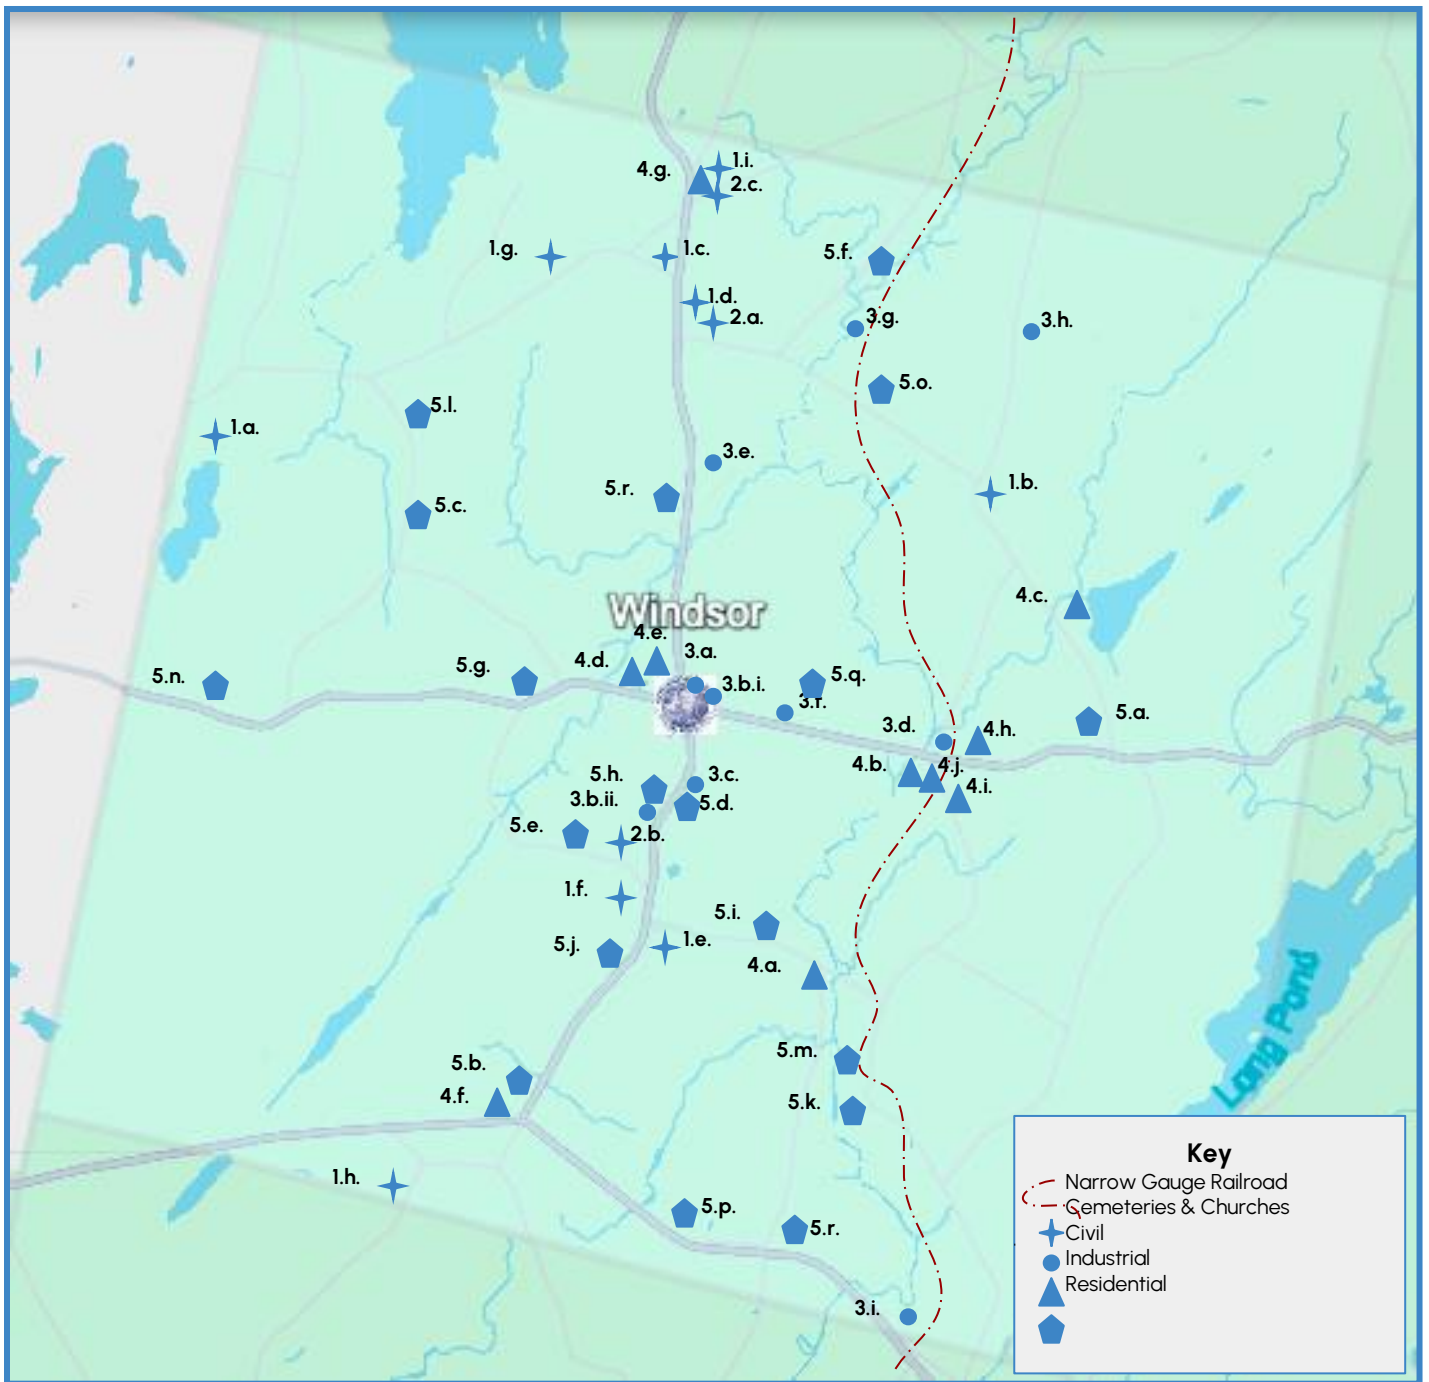 1.i.
4.g.
2.c.
1.g.
1.c.
5.f.
1.d.
2.a.
3.g.
3.h.
5.o.
5.l.
1.a.
3.e.
5.r.
1.b.
5.c.
4.c.
Windsor
4.e.
3.a.
4.d.
5.g.
5.n.
5.q.
3.b.i.
3.f.
5.a.
3.d.
4.h.
4.b.
4.j.
4.i.
5.h.
3.c.
3.b.ii.
5.d.
5.e.
2.b.
1.f.
5.i.
1.e.
5.j.
4.a.
Long Pond
5.m.
5.b.
4.f.
5.k.
1.h.
5.p.
5.r.
3.i.
Key
Narrow Gauge Railroad
Cemeteries & Churches
Civil
Industrial
Residential